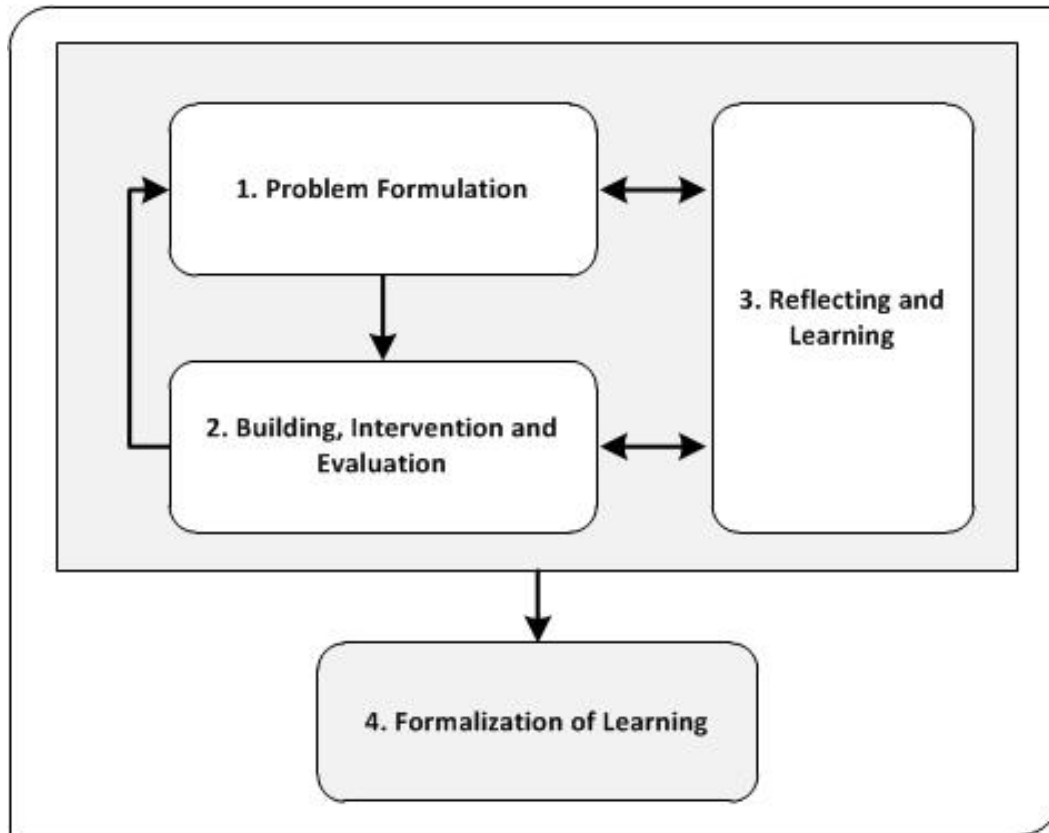 1. Problem Formulation
2. Building, Intervention and
Evaluation
3. Reflecting and
Learning
4. Formalization of Learning